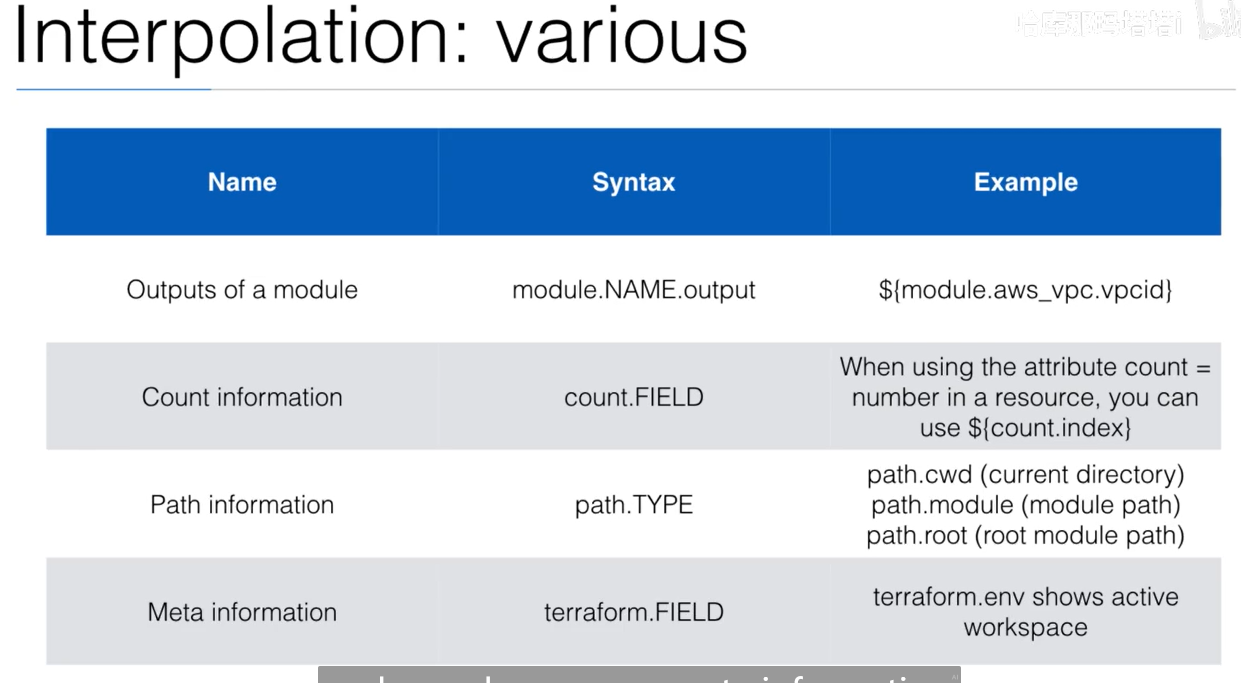 Interpolation: various
Name Syntax Example
Outputs of a module module.NAME.output ${module.aws_vpc.vpcid}
Count information count.FIELD When using the attribute count =
number in a resource, you can
use ${count.index}
Path information path.TYPE path.cwd (current directory)
path.module (module path)
path.root (root module path)
Meta information terraform.FIELD terraform.env shows active
workspace